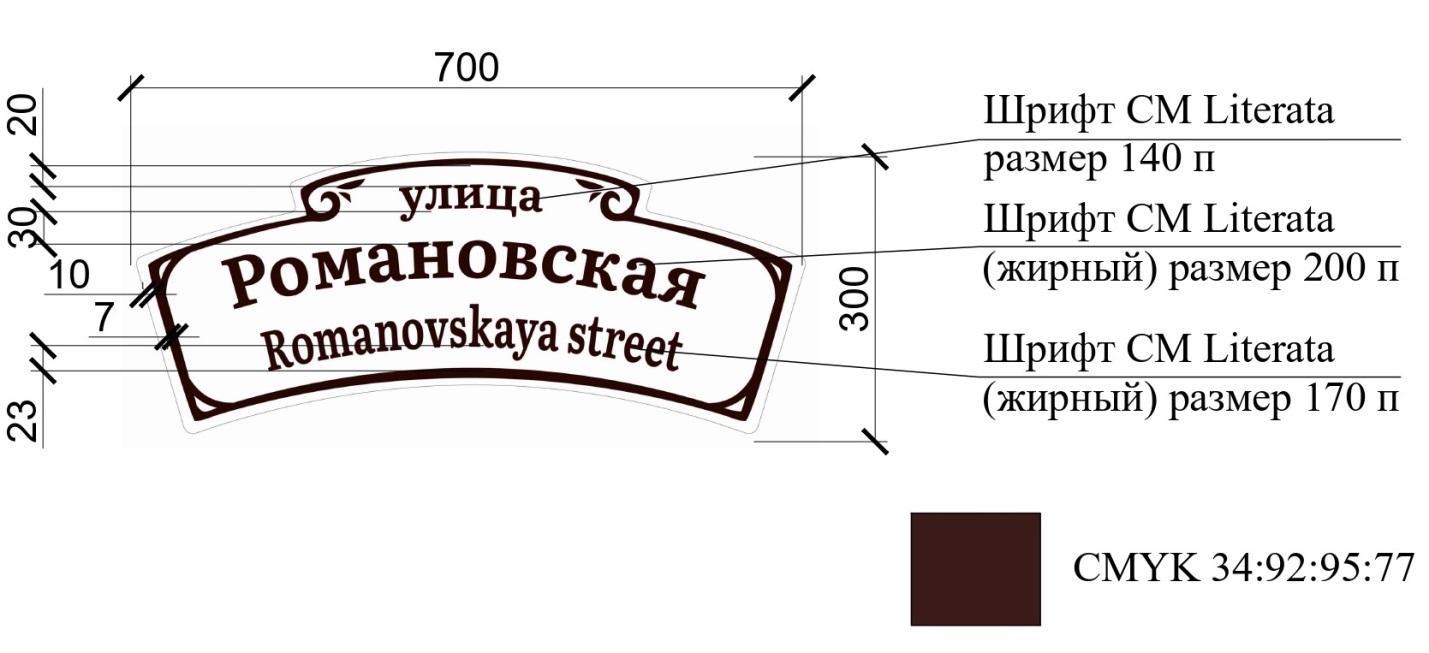 700
20
Шрифт CM Literata
размер 140 п
улица
30
Шрифт CM Literata
(жирный) размер 200 п
Романовская
10
300
7
Romanovskaya street
Шрифт CM Literata
(жирный) размер 170 п
23
CMYK 34:92:95:77